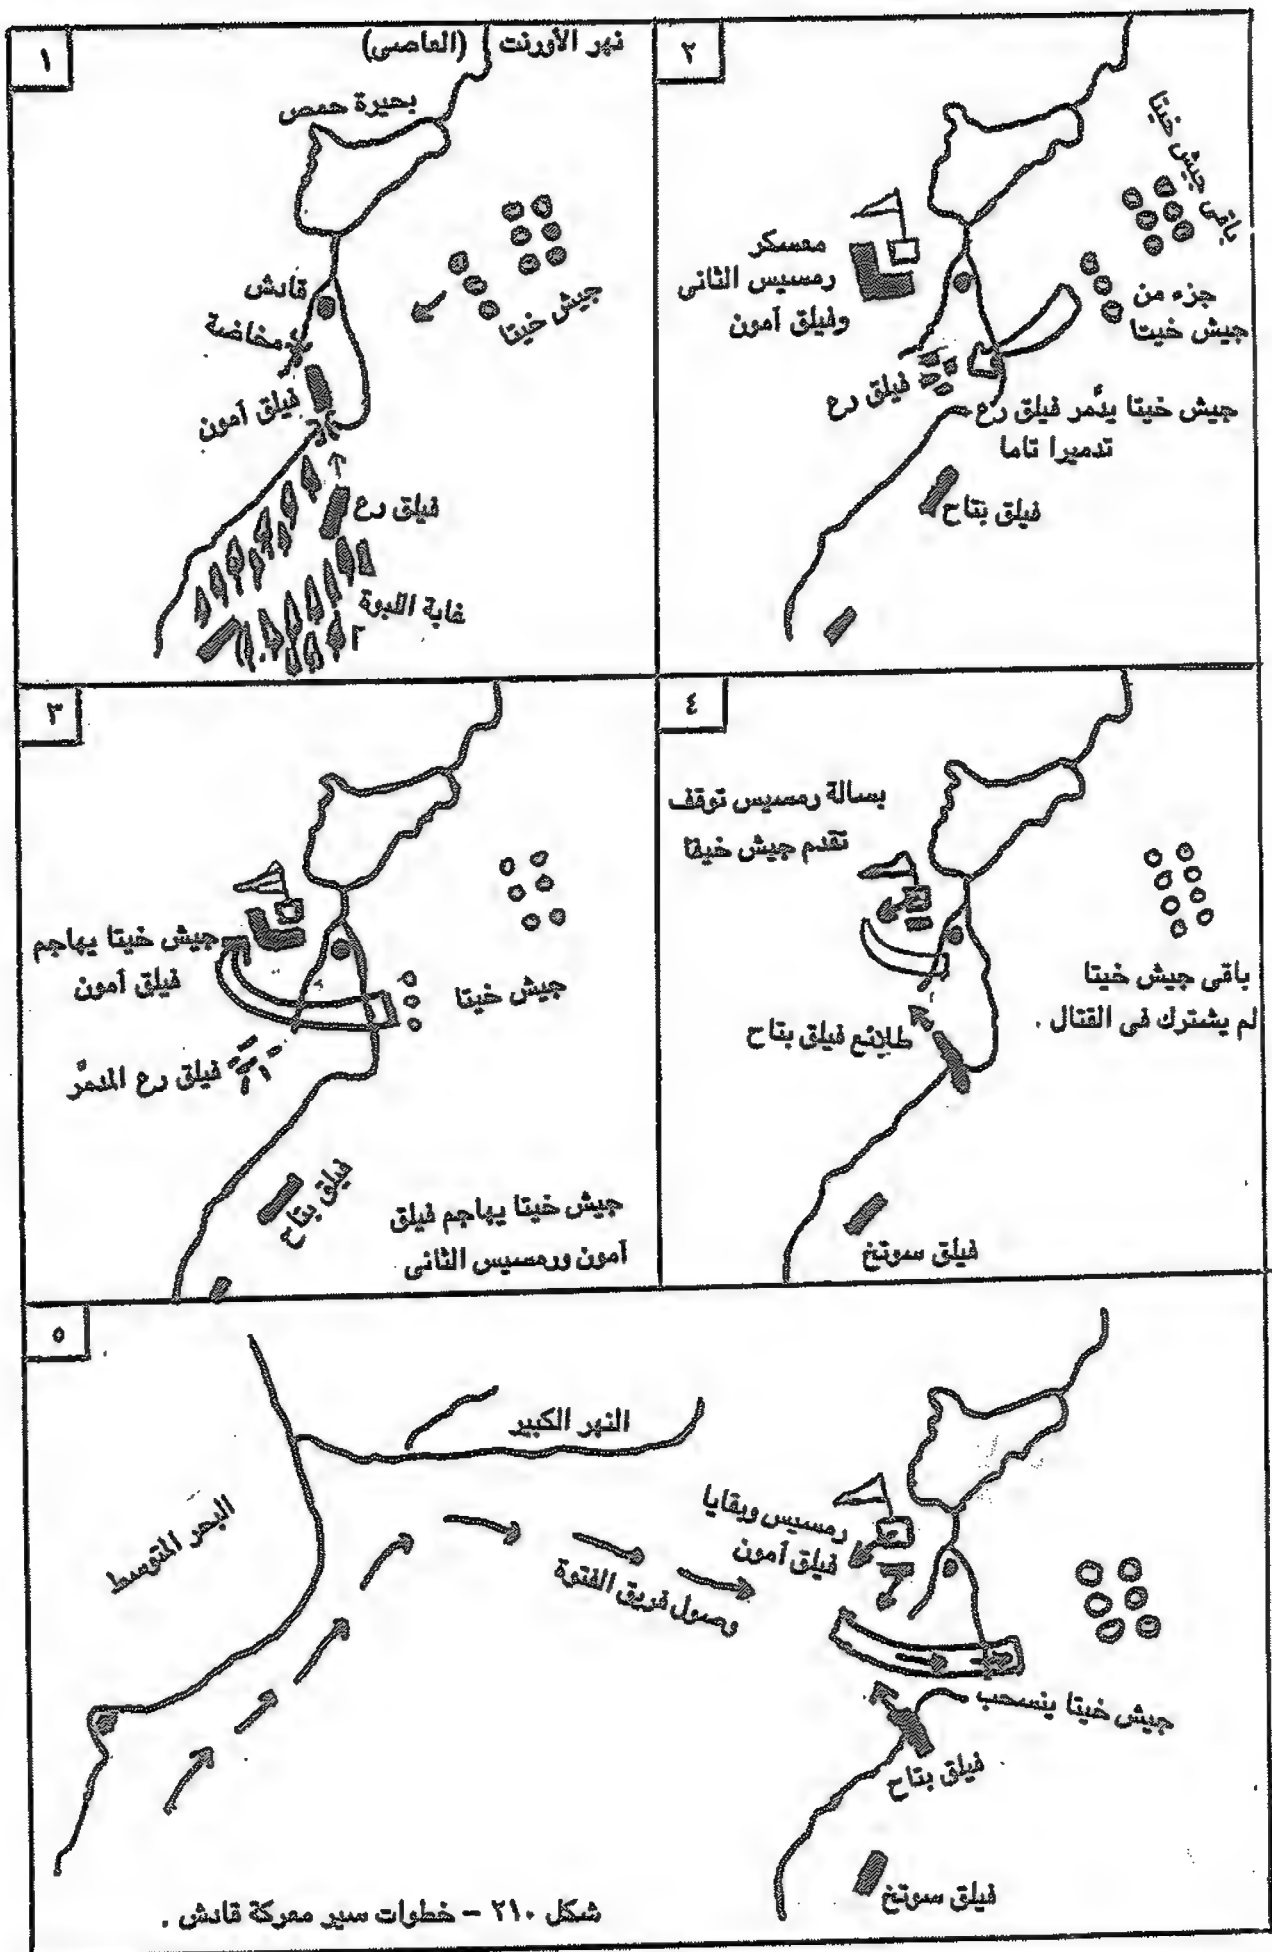 ١
نهر الأورنت (العاصى)
بحيرة حمص
جيش خيتا
قادش
مخاضة
فيلق آمون
فيلق رع
غابة اللبوة
٢
باقى جيش خيتا
معسكر
رمسيس الثانى
وفيلق آمون
جزء من
جيش خيتا
فيلق رع
جيش خيتا يدّمر فيلق رع
تدميرا تاما
فيلق بتاح
٣
جيش خيتا يهاجم
فيلق آمون
جيش خيتا
فيلق رع المدمّر
فيلق بتاح
جيش خيتا يهاجم فيلق
آمون ورمسيس الثانى
٤
بسالة رمسيس توقف
تقدم جيش خيتا
باقى جيش خيتا
لم يشترك فى القتال .
طلائع فيلق بتاح
فيلق سوتخ
٥
النهر الكبير
البحر المتوسط
رمسيس وبقايا
فيلق آمون
وصول فريق الفتوة
جيش خيتا ينسحب
فيلق بتاح
فيلق سوتخ
شكل ٢١٠ – خطوات سير معركة قادش .